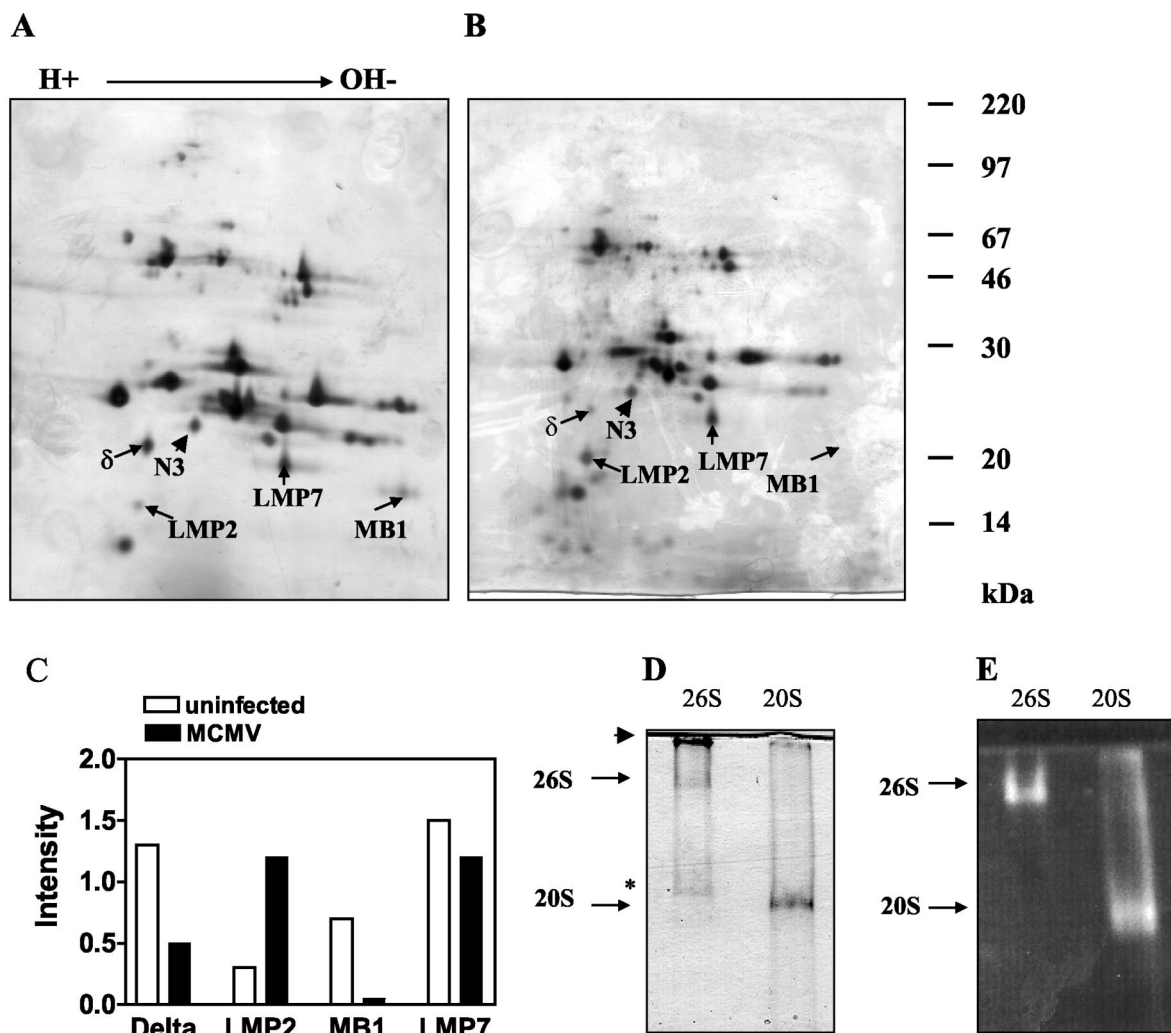 A
B
H+ OH-
δ
N3
LMP7
LMP2
MB1
δ
N3
LMP7
LMP2
MB1
220
97
67
46
30
20
14
kDa
C
uninfected
MCMV
Intensity
2.0
1.5
1.0
0.5
0.0
Delta LMP2 MB1 LMP7
D
26S 20S
26S
*
20S
E
26S 20S
26S
20S